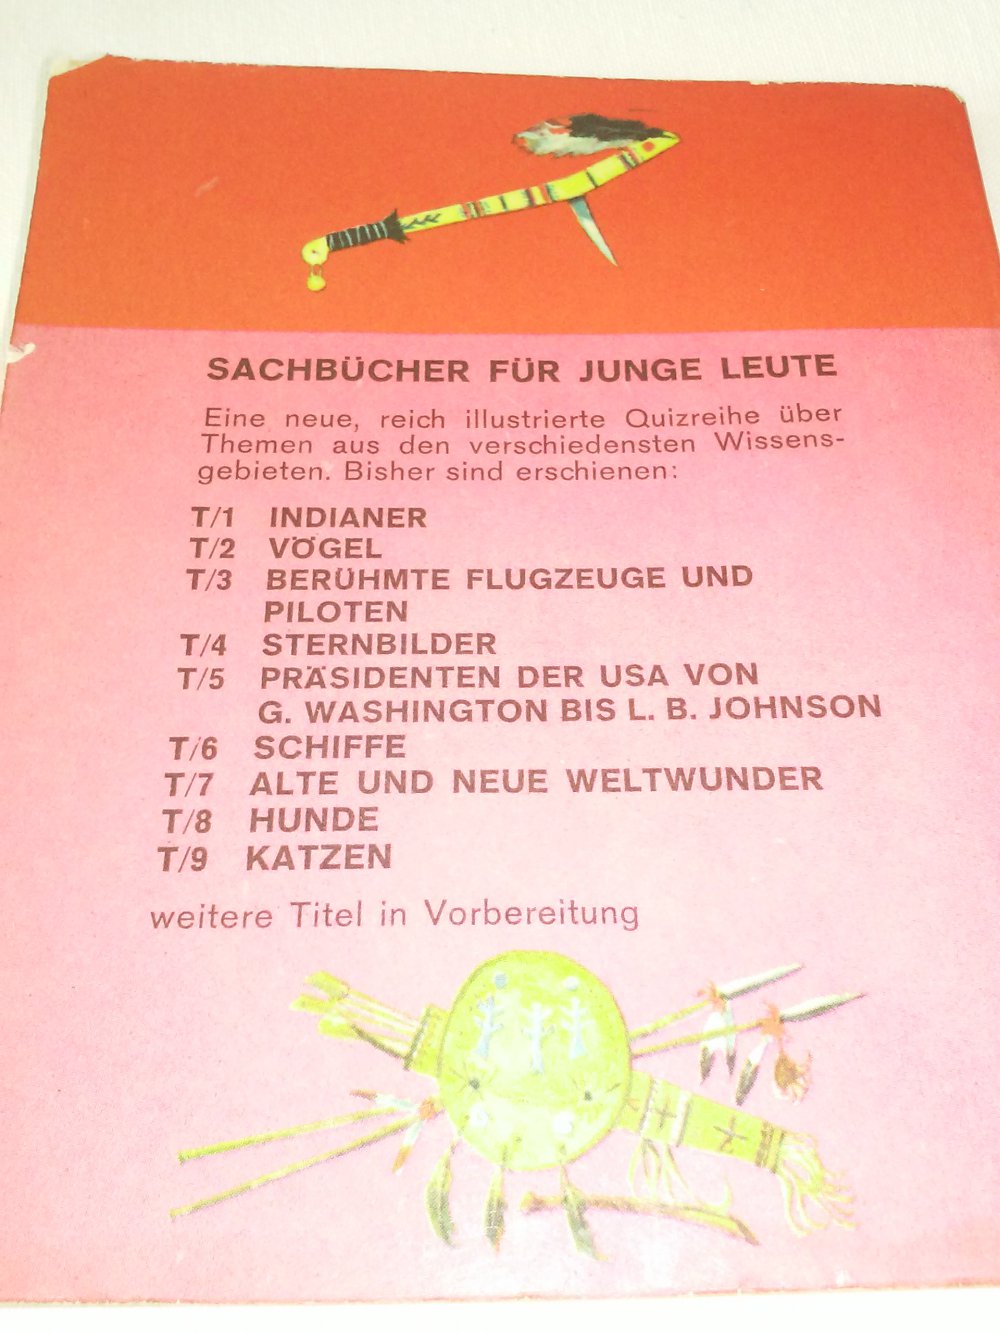 SACHBÜCHER FÜR JUNGE LEUTE
Eine neue, reich illustrierte Quizreihe über
Themen aus den verschiedensten Wissens-
gebieten. Bisher sind erschienen:
T/1 INDIANER
T/2 VÖGEL
T/3 BERÜHMTE FLUGZEUGE UND
PILOTEN
T/4 STERNBILDER
T/5 PRÄSIDENTEN DER USA VON
G. WASHINGTON BIS L. B. JOHNSON
T/6 SCHIFFE
T/7 ALTE UND NEUE WELTWUNDER
T/8 HUNDE
T/9 KATZEN
weitere Titel in Vorbereitung